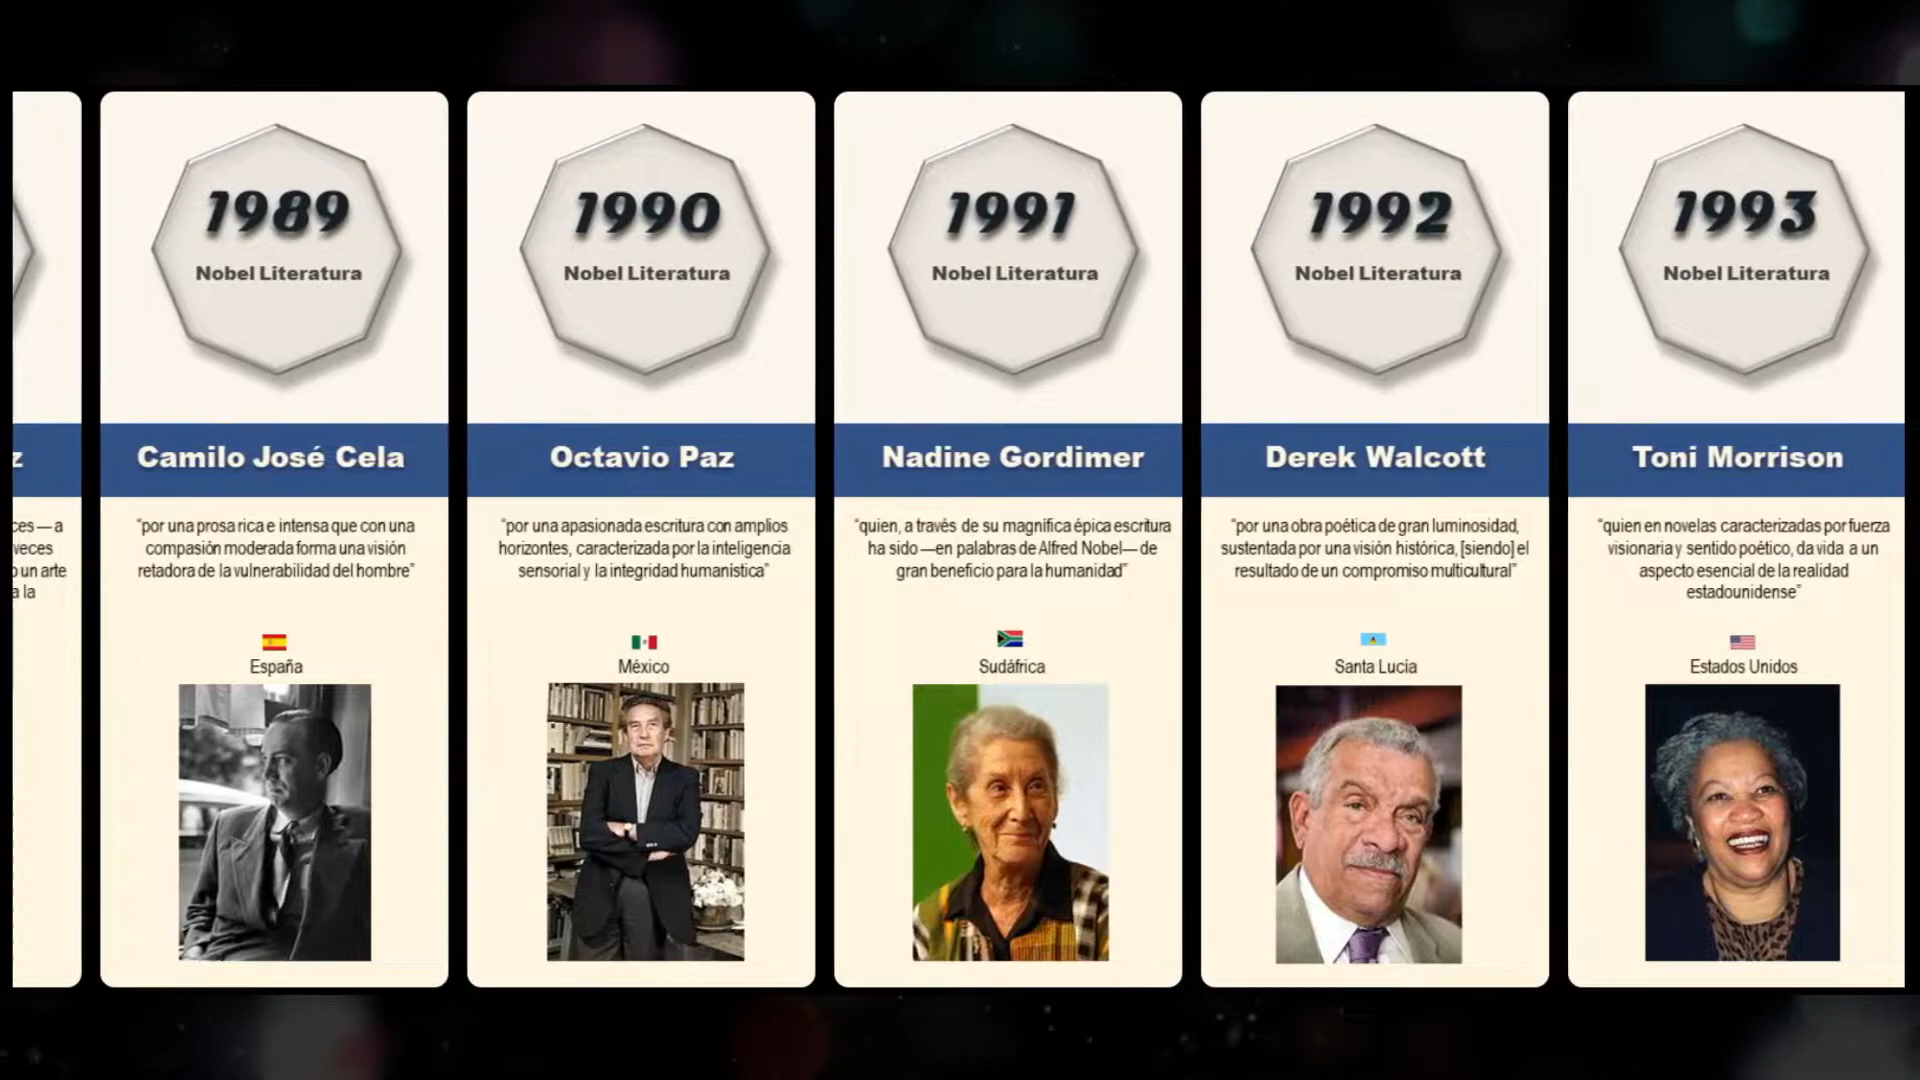 z
ces — a
veces
o un arte
a la
1989
Nobel Literatura
Camilo José Cela
“por una prosa rica e intensa que con una
compasión moderada forma una visión
retadora de la vulnerabilidad del hombre”
España
1990
Nobel Literatura
Octavio Paz
“por una apasionada escritura con amplios
horizontes, caracterizada por la inteligencia
sensorial y la integridad humanística”
México
1991
Nobel Literatura
Nadine Gordimer
“quien, a través de su magnífica épica escritura
ha sido —en palabras de Alfred Nobel— de
gran beneficio para la humanidad”
Sudáfrica
1992
Nobel Literatura
Derek Walcott
“por una obra poética de gran luminosidad,
sustentada por una visión histórica, [siendo] el
resultado de un compromiso multicultural”
Santa Lucía
1993
Nobel Literatura
Toni Morrison
“quien en novelas caracterizadas por fuerza
visionaria y sentido poético, da vida a un
aspecto esencial de la realidad
estadounidense”
Estados Unidos